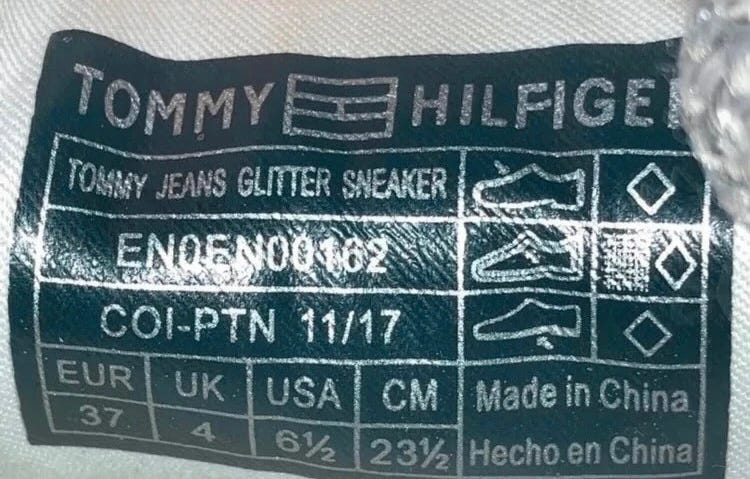 TOMMY HILFIGER
TOMMY JEANS GLITTER SNEAKER
EN0EN00162
COI-PTN 11/17
EUR UK USA CM
37 4 6½ 23½
Made in China
Hecho en China